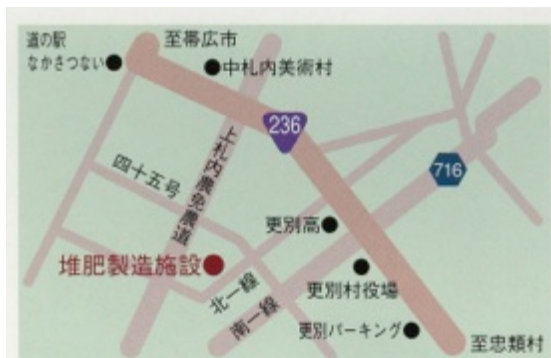 道の駅
なかさつない
至帯広市
中札内美術村
236
上札内農免農道
四十五号
716
更別高
堆肥製造施設
北一線
南一線
更別村役場
更別パーキング
至忠類村